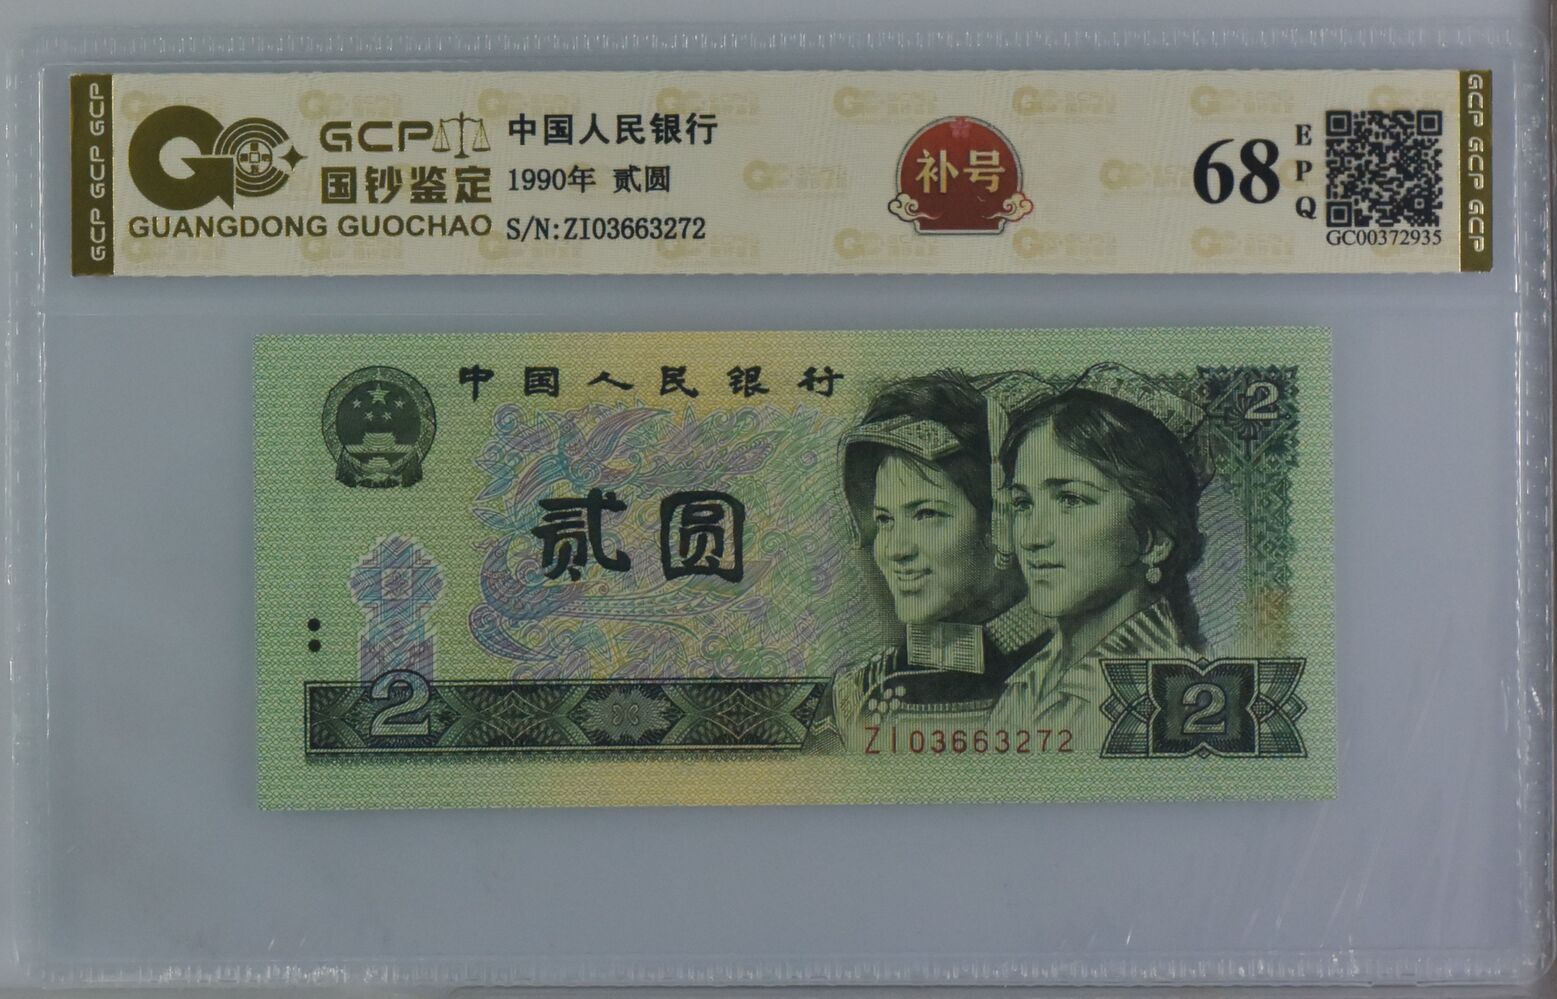 GCP GCP GCP
GCP
国钞鉴定
GUANGDONG GUOCHAO
中国人民银行
1990年 贰圆
S/N:ZI03663272
补号
68
EPQ
GC00372935
GCP GCP GCP
中国人民银行
2
贰圆
2
ZI03663272
2